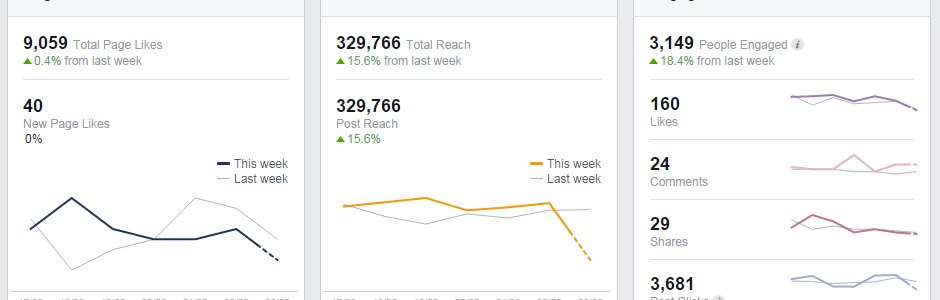 9,059 Total Page Likes
0.4% from last week
40
New Page Likes
0%
This week
Last week
329,766 Total Reach
15.6% from last week
329,766
Post Reach
15.6%
This week
Last week
3,149 People Engaged i
18.4% from last week
160
Likes
24
Comments
29
Shares
3,681
Post Clicks